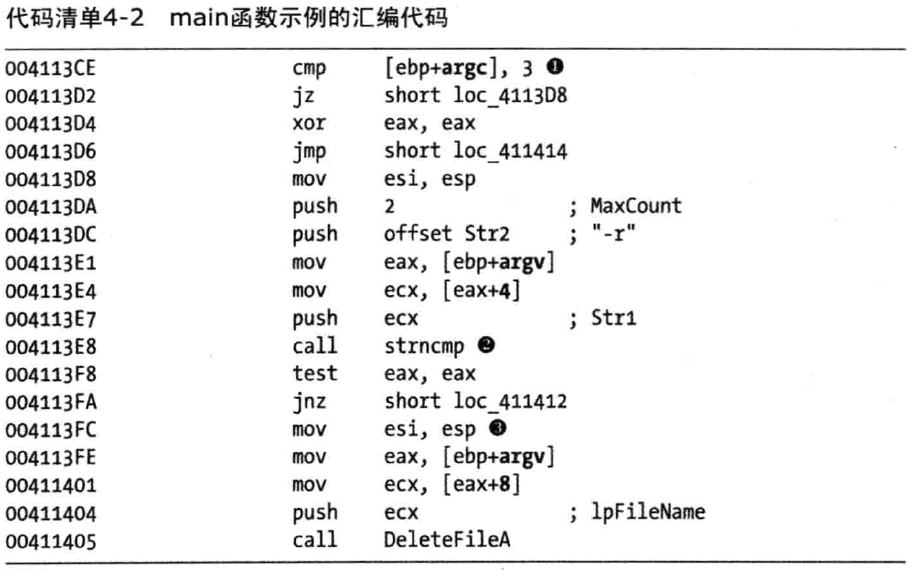 代码清单4-2 main函数示例的汇编代码
004113CE cmp [ebp+argc], 3 ❶
004113D2 jz short loc_4113D8
004113D4 xor eax, eax
004113D6 jmp short loc_411414
004113D8 mov esi, esp
004113DA push 2 ; MaxCount
004113DC push offset Str2 ; "-r"
004113E1 mov eax, [ebp+argv]
004113E4 mov ecx, [eax+4]
004113E7 push ecx ; Str1
004113E8 call strncmp ❷
004113F8 test eax, eax
004113FA jnz short loc_411412
004113FC mov esi, esp ❸
004113FE mov eax, [ebp+argv]
00411401 mov ecx, [eax+8]
00411404 push ecx ; lpFileName
00411405 call DeleteFileA